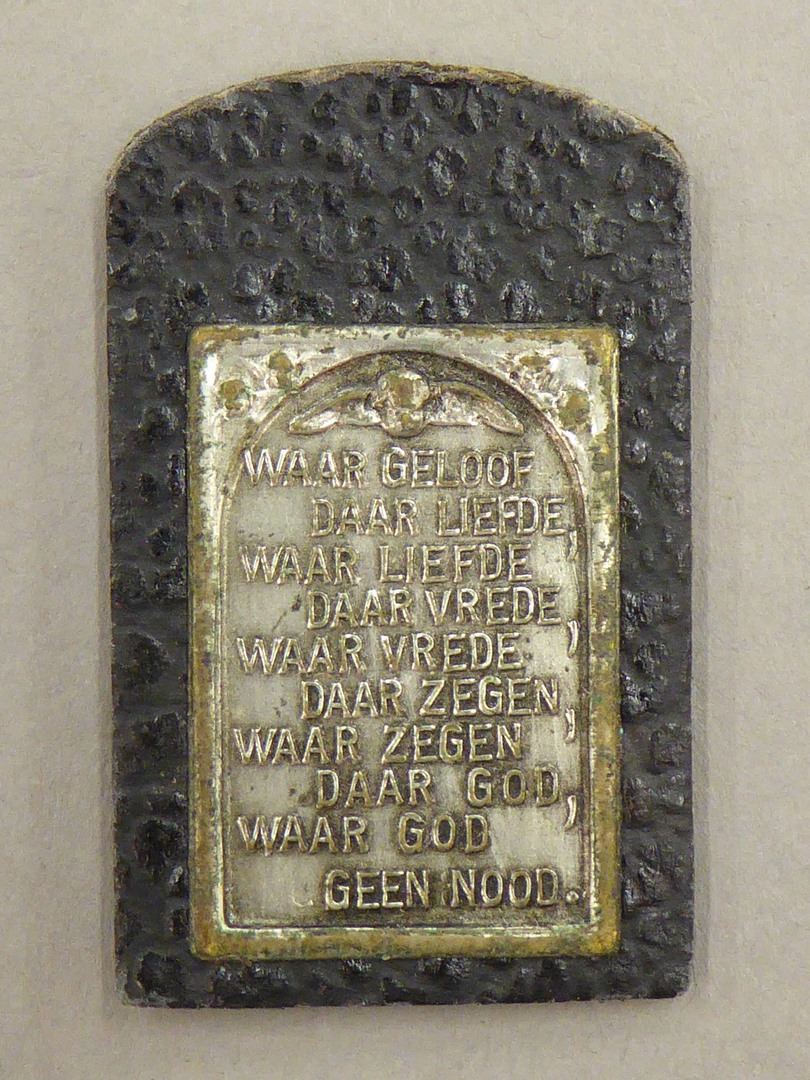 WAAR GELOOF
DAAR LIEFDE,
WAAR LIEFDE
DAAR VREDE,
WAAR VREDE
DAAR ZEGEN,
WAAR ZEGEN
DAAR GOD,
WAAR GOD
GEEN NOOD.